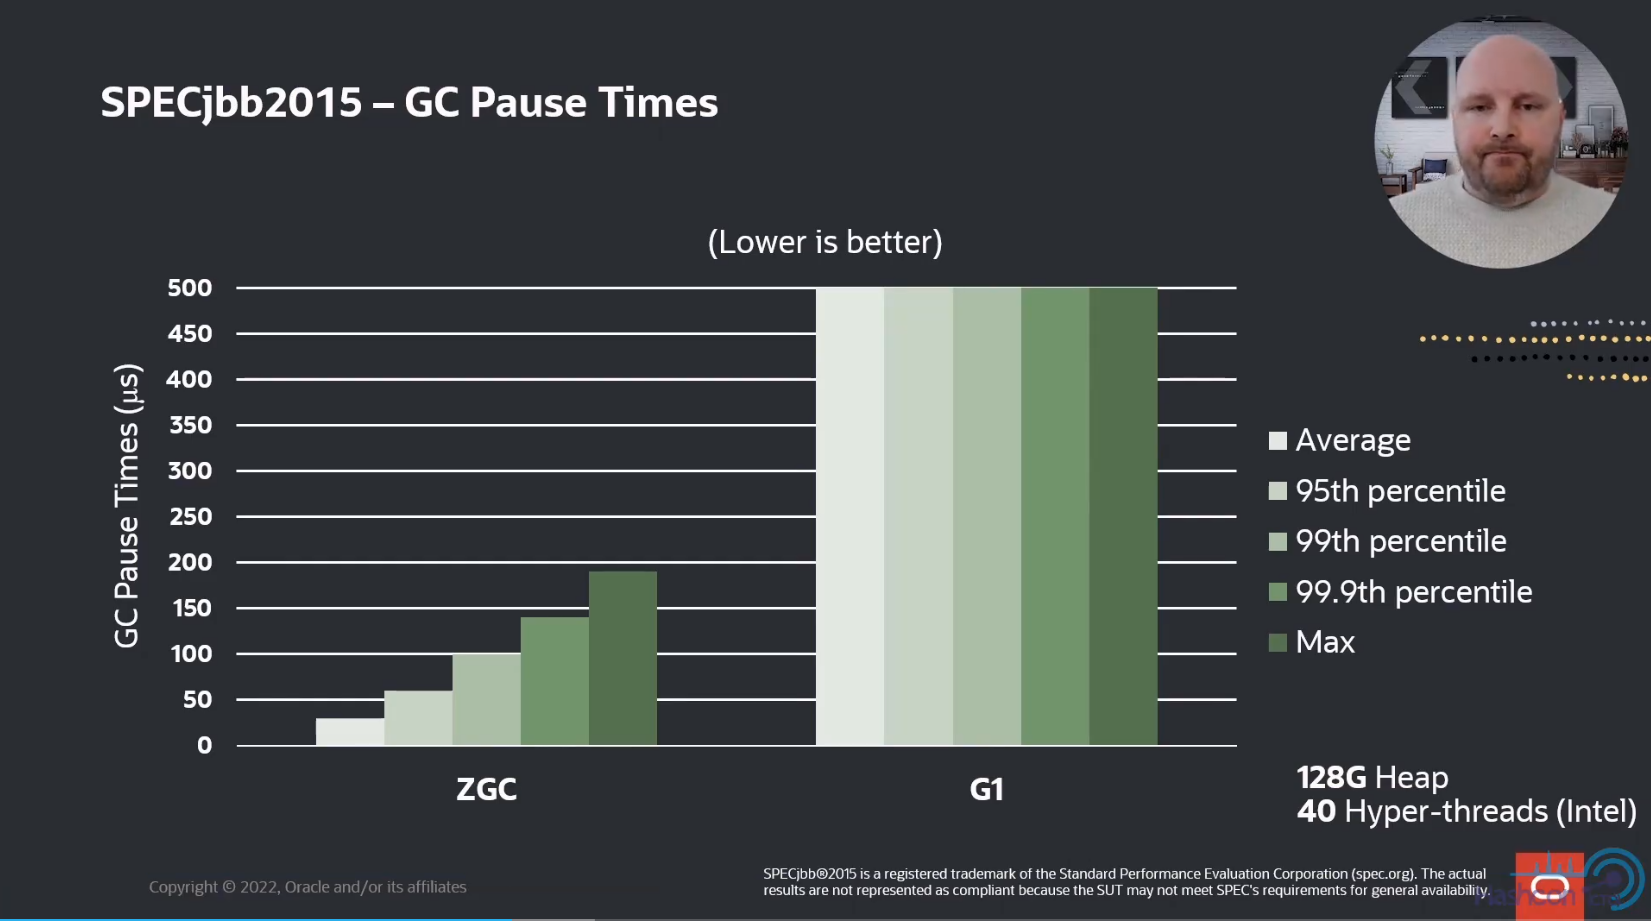 SPECjbb2015 – GC Pause Times
(Lower is better)
GC Pause Times (µs)
500
450
400
350
300
250
200
150
100
50
0
ZGC
G1
Average
95th percentile
99th percentile
99.9th percentile
Max
128G Heap
40 Hyper-threads (Intel)
Copyright © 2022, Oracle and/or its affiliates
SPECjbb®2015 is a registered trademark of the Standard Performance Evaluation Corporation (spec.org). The actual
results are not represented as compliant because the SUT may not meet SPEC's requirements for general availability.